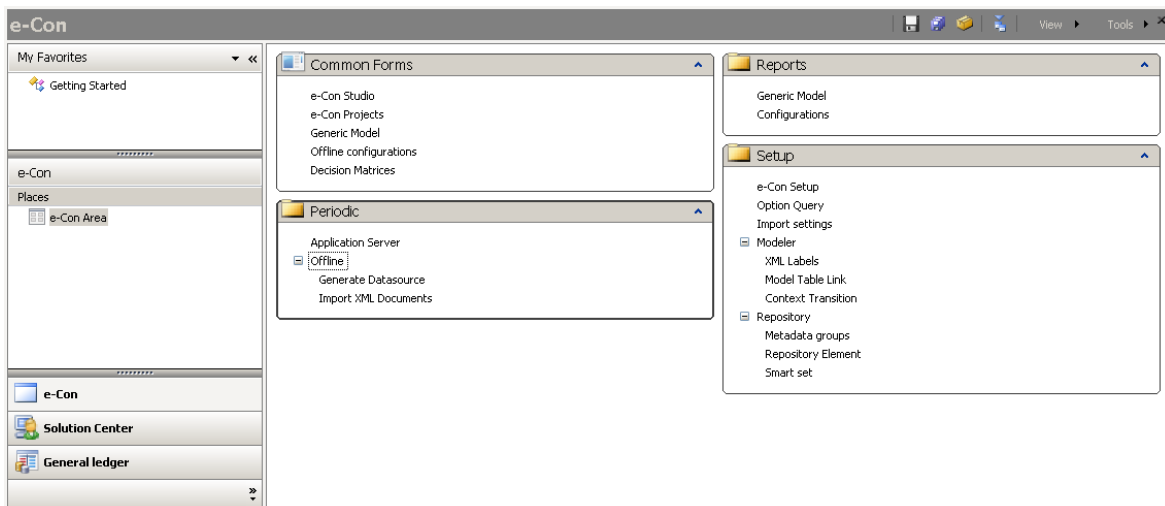 e-Con
View
Tools
My Favorites
Getting Started
e-Con
Places
e-Con Area
e-Con
Solution Center
General ledger
Common Forms
e-Con Studio
e-Con Projects
Generic Model
Offline configurations
Decision Matrices
Periodic
Application Server
Offline
Generate Datasource
Import XML Documents
Reports
Generic Model
Configurations
Setup
e-Con Setup
Option Query
Import settings
Modeler
XML Labels
Model Table Link
Context Transition
Repository
Metadata groups
Repository Element
Smart set